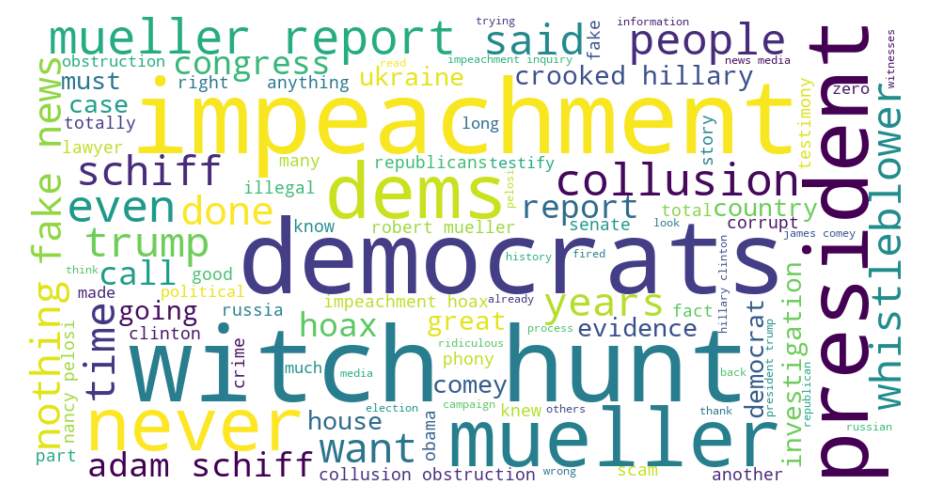 trying
information
mueller report
said
fake
people
president
witnesses
obstruction
congress
read
impeachment inquiry
news media
must
right
anything
ukraine
crooked hillary
zero
fake news
impeachment
case
totally
long
story
testimony
whistleblower
lawyer
schiff
many
republicans
testify
collusion
illegal
dems
pelosi
even
done
report
total
country
know
robert mueller
senate
look
corrupt
trump
democrats
james comey
think
call
good
history
fired
hillary clinton
investigation
nothing
made
political
going
russia
impeachment hoax
already
years
fact
time
clinton
hoax
great
process
evidence
democrat
president trump
republican
nancy pelosi
witch hunt
crime
much
media
ridiculous
phony
comey
back
never
house
election
obama
campaign
knew
others
thank
russian
want
mueller
part
adam schiff
collusion obstruction
wrong
scam
another